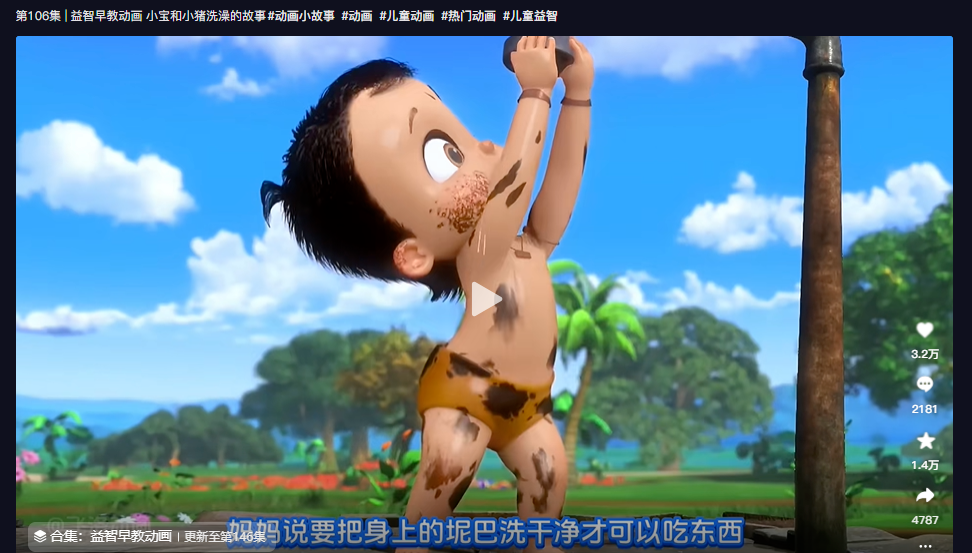 第106集 | 益智早教动画 小宝和小猪洗澡的故事#动画小故事 #动画 #儿童动画 #热门动画 #儿童益智
3.2万
2181
1.4万
4787
妈妈说要把身上的坭巴洗干净才可以吃东西
合集：益智早教动画 | 更新至第146集